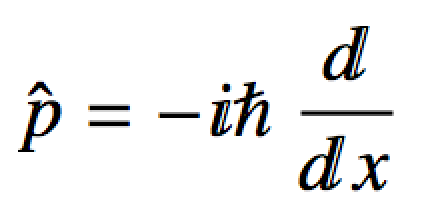 p̂ = −iℏ d/dx